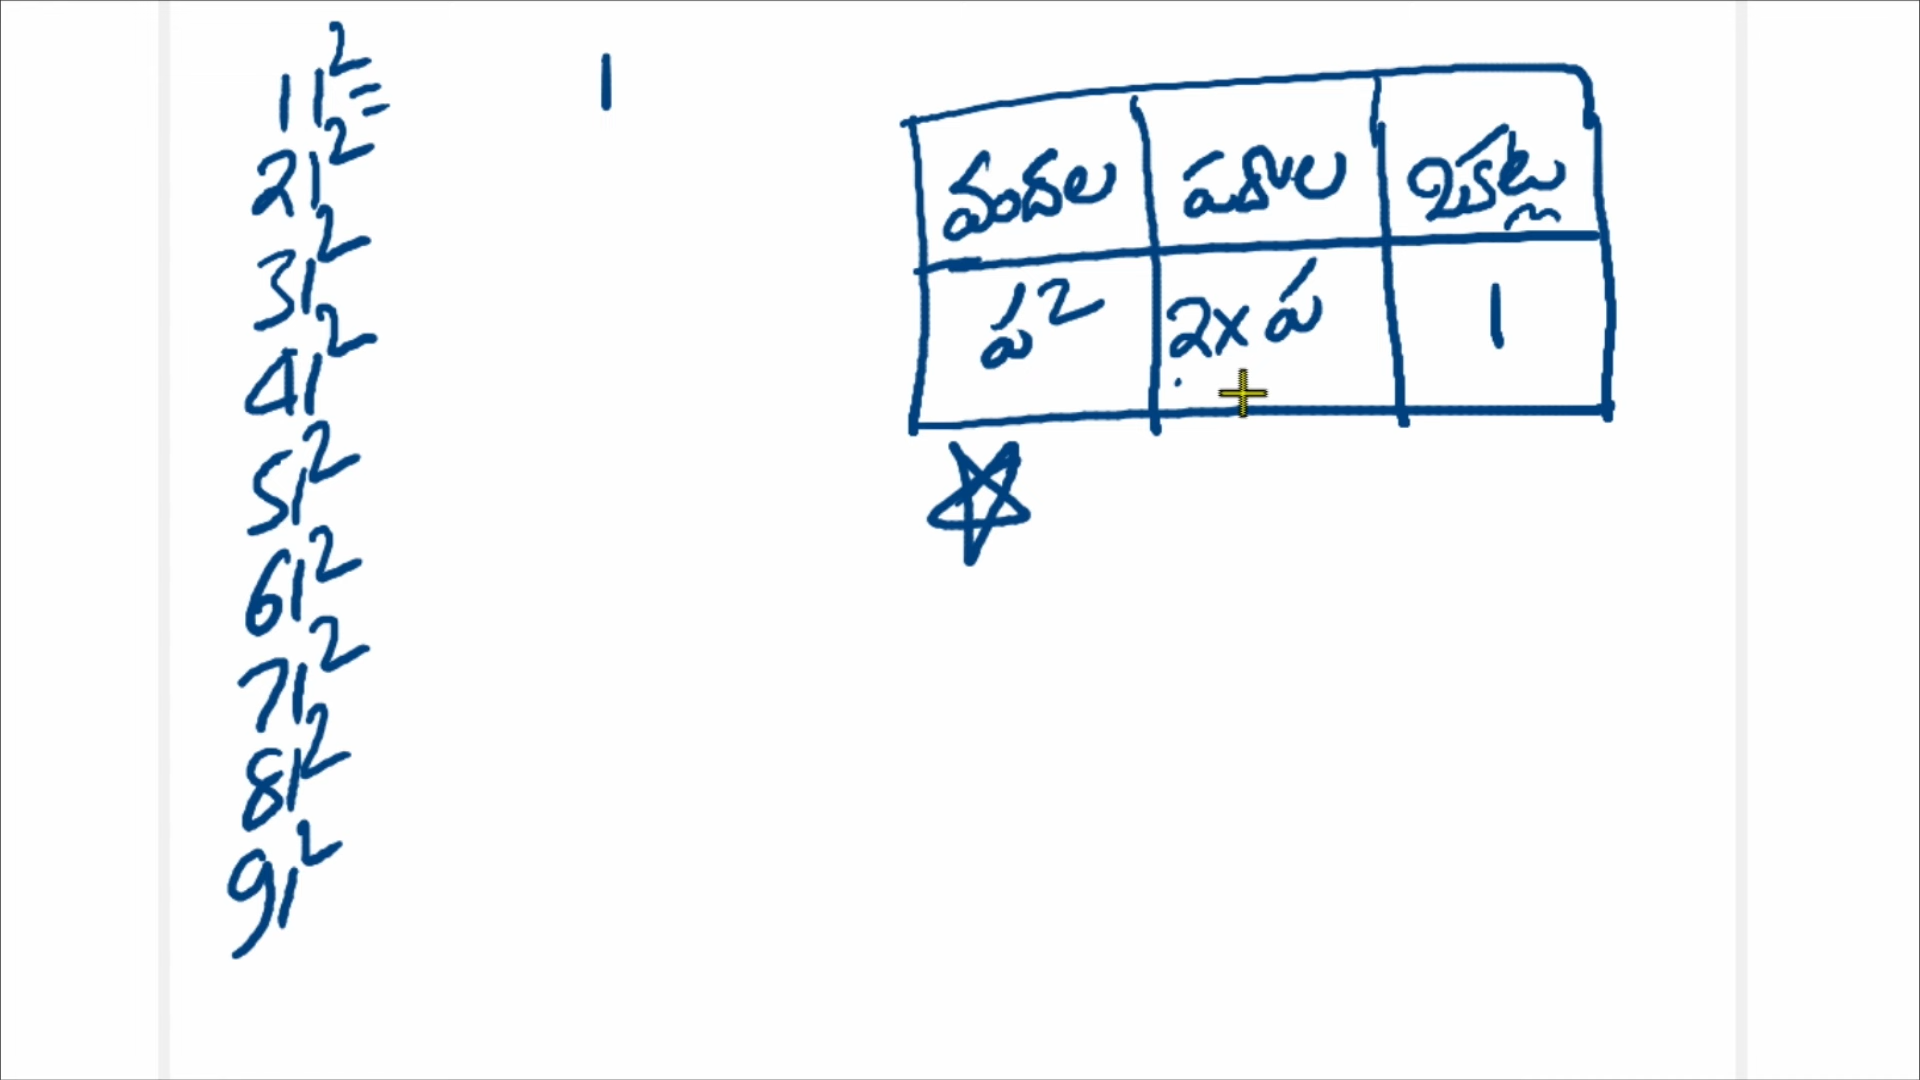 11² = 1
21²
31²
41²
51²
61²
71²
81²
91²
వందల పదుల ఒకట్లు
ప² 2×ప 1